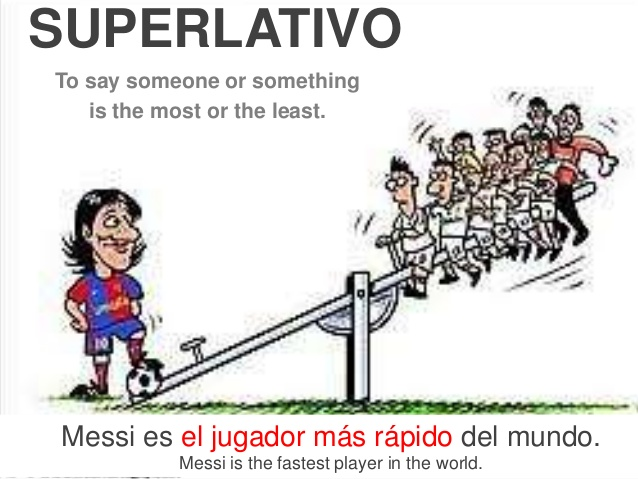 SUPERLATIVO
To say someone or something
is the most or the least.
10
Messi es el jugador más rápido del mundo.
Messi is the fastest player in the world.